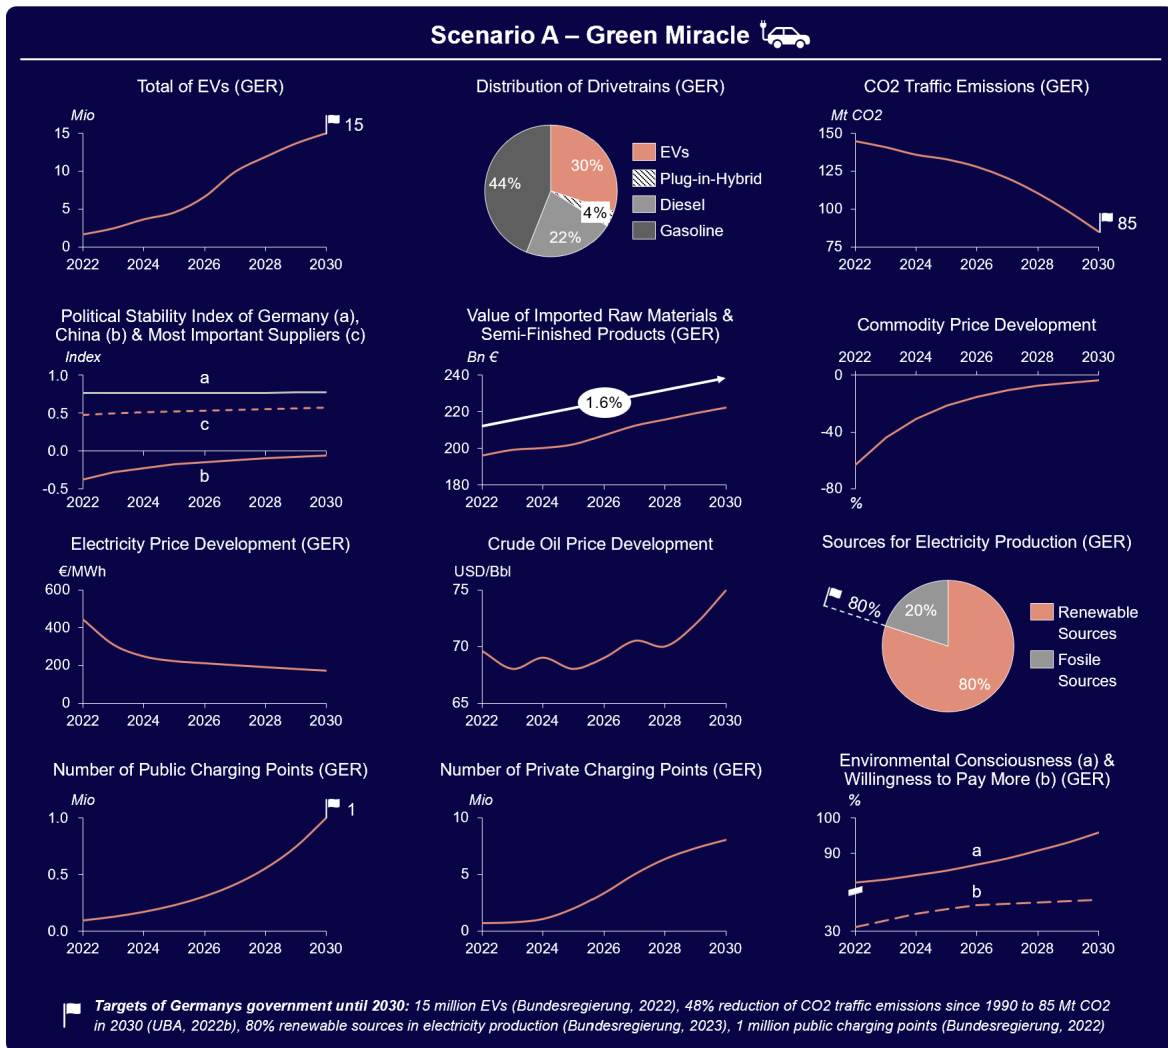 Scenario A – Green Miracle
Total of EVs (GER)
Mio
15
10
5
0
2022 2024 2026 2028 2030
15
Distribution of Drivetrains (GER)
30%
4%
22%
44%
EVs
Plug-in-Hybrid
Diesel
Gasoline
CO2 Traffic Emissions (GER)
Mt CO2
150
125
100
75
2022 2024 2026 2028 2030
85
Political Stability Index of Germany (a),
China (b) & Most Important Suppliers (c)
Index
1.0
0.5
0.0
-0.5
a
c
b
2022 2024 2026 2028 2030
Value of Imported Raw Materials &
Semi-Finished Products (GER)
Bn €
240
220
200
180
1.6%
2022 2024 2026 2028 2030
Commodity Price Development
2022 2024 2026 2028 2030
0
-40
-80
%
Electricity Price Development (GER)
€/MWh
600
400
200
0
2022 2024 2026 2028 2030
Crude Oil Price Development
USD/Bbl
75
70
65
2022 2024 2026 2028 2030
Sources for Electricity Production (GER)
80%
20%
80%
Renewable
Sources
Fosile
Sources
Number of Public Charging Points (GER)
Mio
1.0
0.5
0.0
2022 2024 2026 2028 2030
1
Number of Private Charging Points (GER)
Mio
10
5
0
2022 2024 2026 2028 2030
Environmental Consciousness (a) &
Willingness to Pay More (b) (GER)
%
100
90
30
a
b
2022 2024 2026 2028 2030
Targets of Germanys government until 2030: 15 million EVs (Bundesregierung, 2022), 48% reduction of CO2 traffic emissions since 1990 to 85 Mt CO2
in 2030 (UBA, 2022b), 80% renewable sources in electricity production (Bundesregierung, 2023), 1 million public charging points (Bundesregierung, 2022)